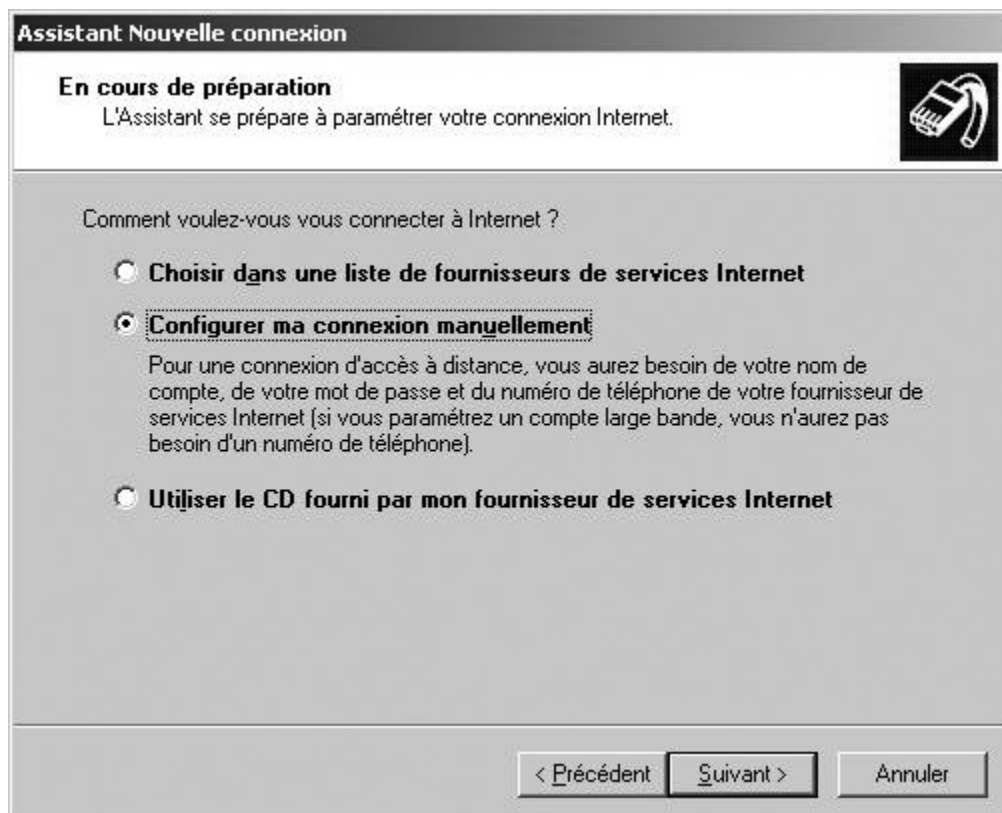 Assistant Nouvelle connexion
En cours de préparation
L'Assistant se prépare à paramétrer votre connexion Internet.
Comment voulez-vous vous connecter à Internet ?
Choisir dans une liste de fournisseurs de services Internet
Configurer ma connexion manuellement
Pour une connexion d'accès à distance, vous aurez besoin de votre nom de
compte, de votre mot de passe et du numéro de téléphone de votre fournisseur de
services Internet (si vous paramétrez un compte large bande, vous n'aurez pas
besoin d'un numéro de téléphone).
Utiliser le CD fourni par mon fournisseur de services Internet
< Précédent
Suivant >
Annuler